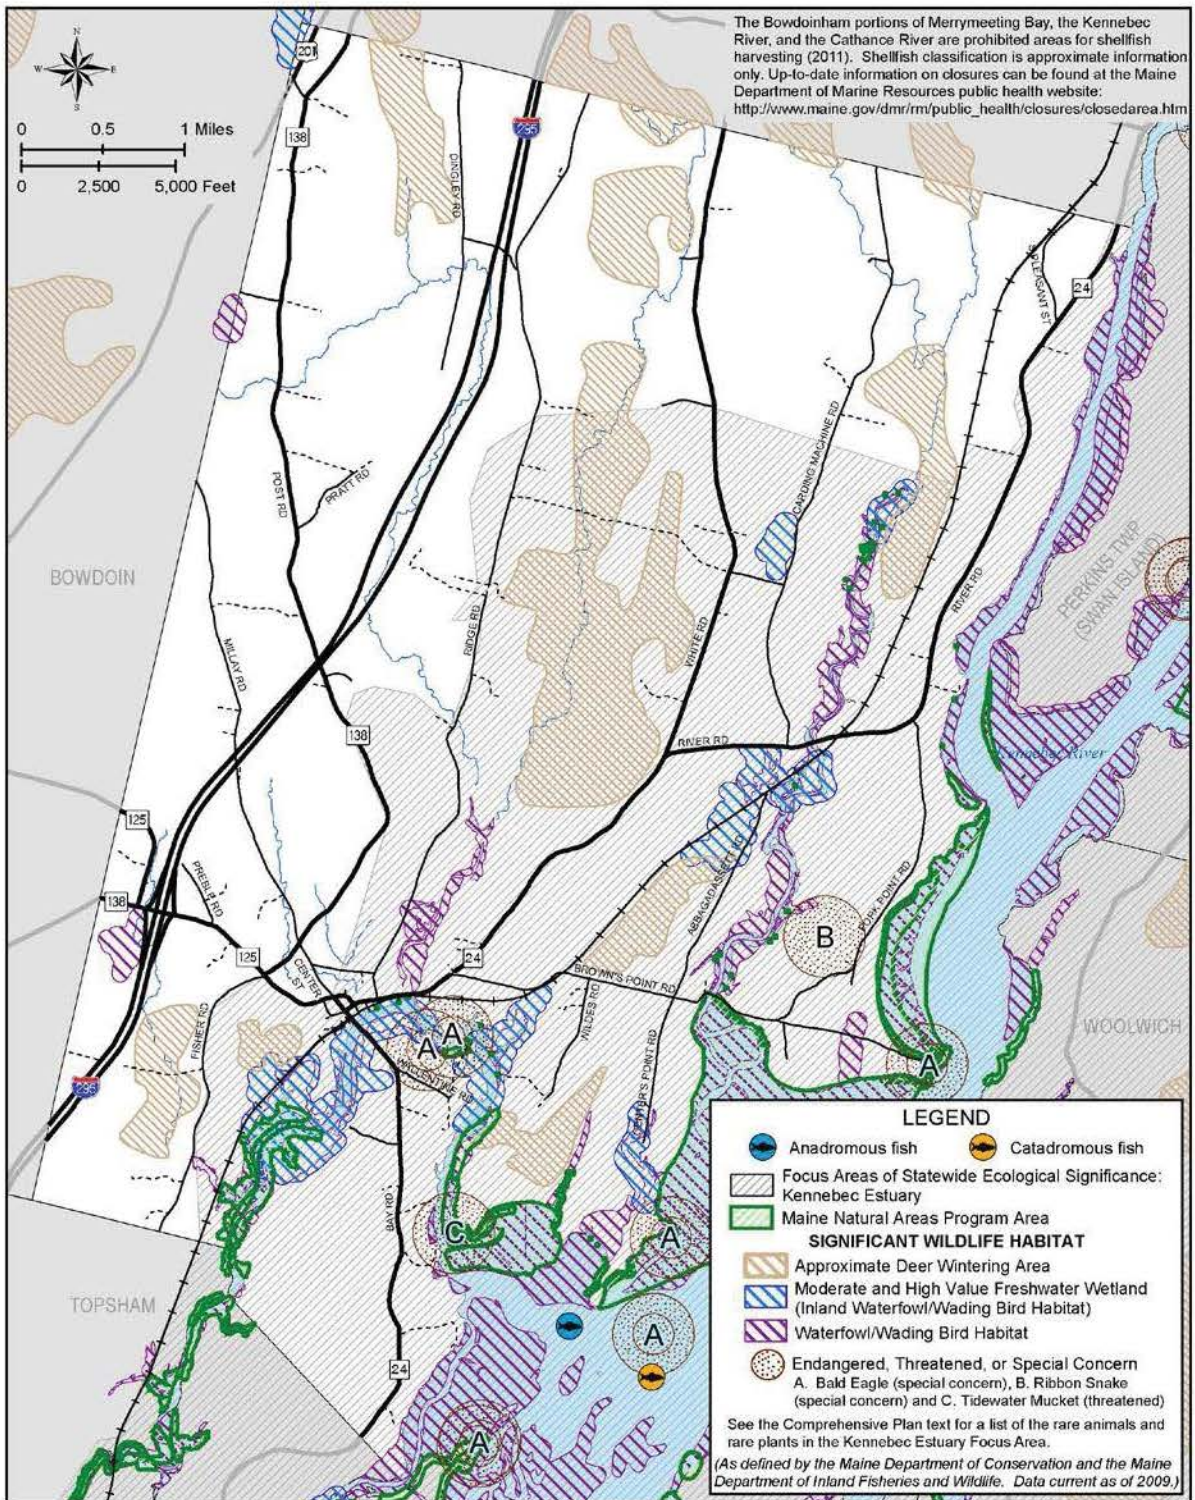 The Bowdoinham portions of Merrymeeting Bay, the Kennebec
River, and the Cathance River are prohibited areas for shellfish
harvesting (2011). Shellfish classification is approximate information
only. Up-to-date information on closures can be found at the Maine
Department of Marine Resources public health website:
http://www.maine.gov/dmr/rm/public_health/closures/closedarea.htm
N
W E
S
0 0.5 1 Miles
0 2,500 5,000 Feet
201
138
295
DINGLEY RD
PLEASANT ST
24
POST RD
PRATT RD
CARDING MACHINE RD
BOWDOIN
PERKINS TWP
(SWAN ISLAND)
RIVER RD
MILLAY RD
RIDGE RD
WHITE RD
138
RIVER RD
Kennebec River
125
138
PREBLE RD
ABBAGADASSETT RD
PORK POINT RD
B
125
CENTER ST
24
BROWN'S POINT RD
FISHER RD
WILDES RD
WOOLWICH
A
A
A
WALLENTINE RD
CENTER'S POINT RD
295
BAY RD
C
A
TOPSHAM
A
24
A
LEGEND
Anadromous fish Catadromous fish
Focus Areas of Statewide Ecological Significance:
Kennebec Estuary
Maine Natural Areas Program Area
SIGNIFICANT WILDLIFE HABITAT
Approximate Deer Wintering Area
Moderate and High Value Freshwater Wetland
(Inland Waterfowl/Wading Bird Habitat)
Waterfowl/Wading Bird Habitat
Endangered, Threatened, or Special Concern
A. Bald Eagle (special concern), B. Ribbon Snake
(special concern) and C. Tidewater Mucket (threatened)
See the Comprehensive Plan text for a list of the rare animals and
rare plants in the Kennebec Estuary Focus Area.
(As defined by the Maine Department of Conservation and the Maine
Department of Inland Fisheries and Wildlife. Data current as of 2009.)